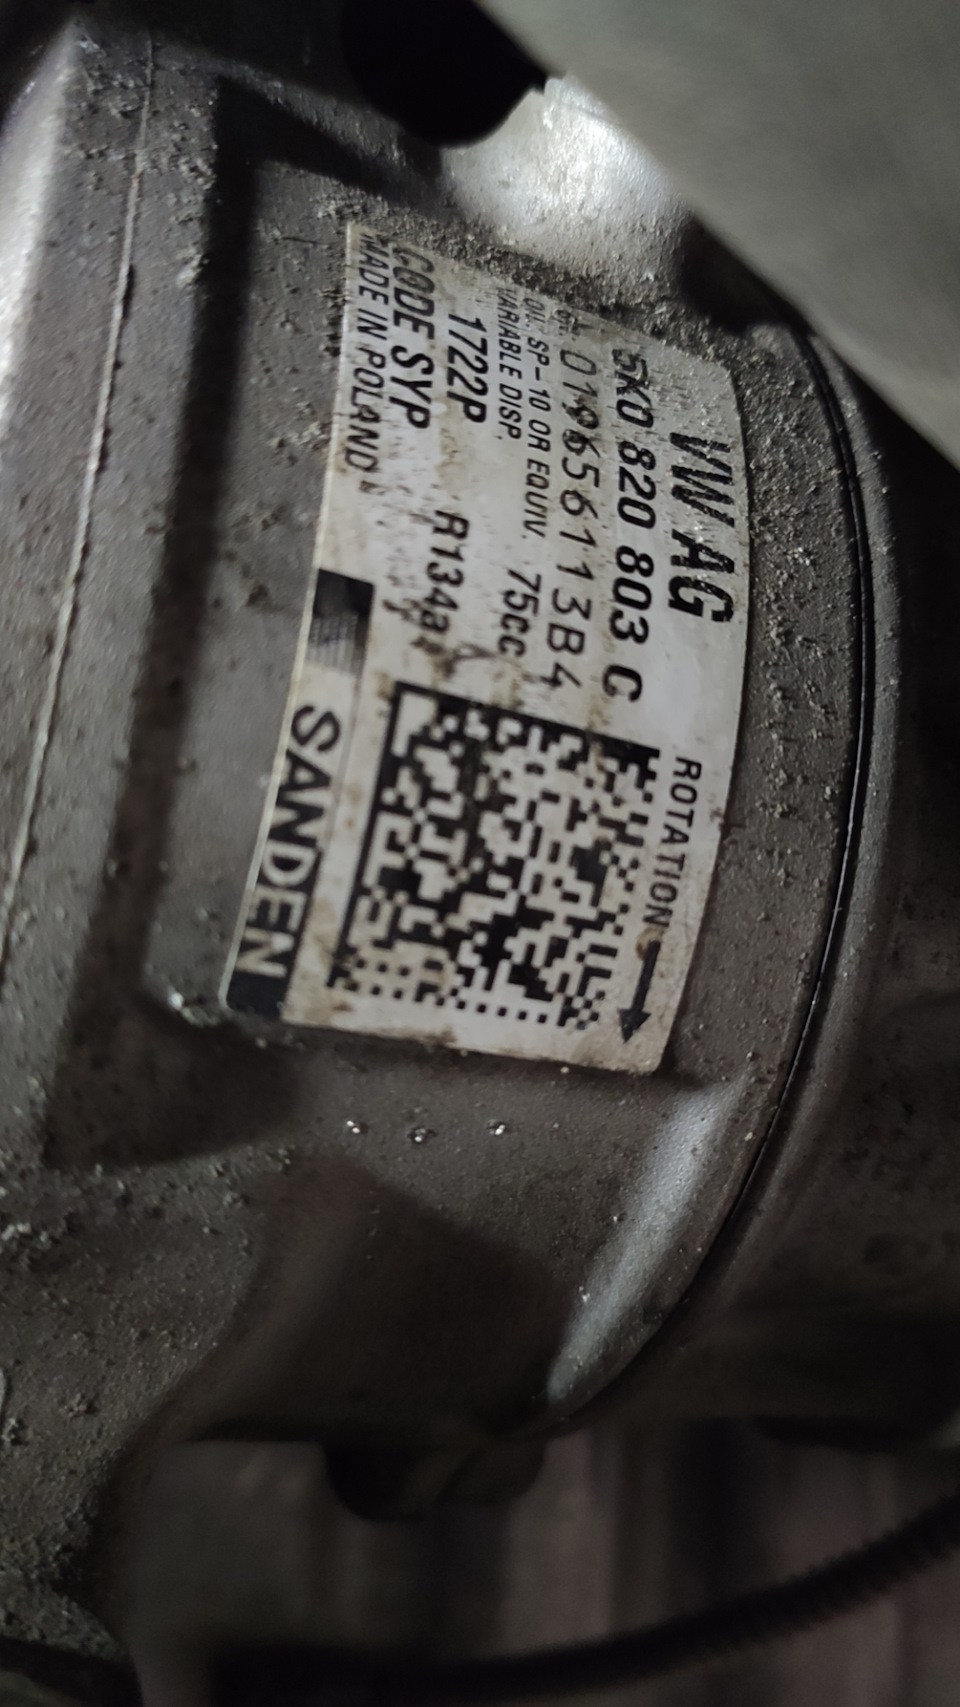 VW AG
5K0 820 803 C
019656113B4
OIL: SP-10 OR EQUIV. 75cc
VARIABLE DISP.
1722P R134a
CODE SYP
MADE IN POLAND
ROTATION
SANDEN